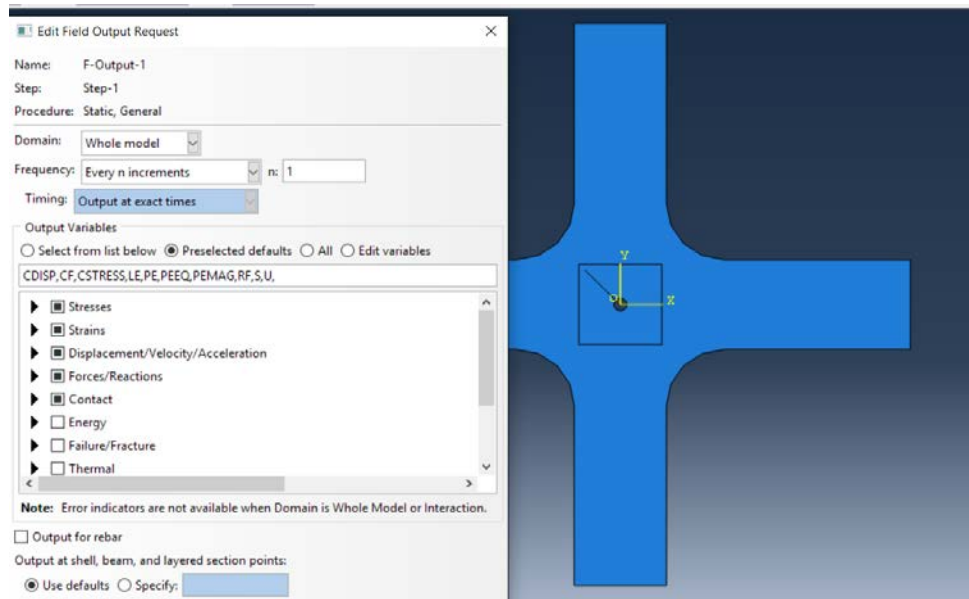 Edit Field Output Request
Name: F-Output-1
Step: Step-1
Procedure: Static, General
Domain: Whole model
Frequency: Every n increments n: 1
Timing: Output at exact times
Output Variables
Select from list below Preselected defaults All Edit variables
CDISP,CF,CSTRESS,LE,PE,PEEQ,PEMAG,RF,S,U,
Stresses
Strains
Displacement/Velocity/Acceleration
Forces/Reactions
Contact
Energy
Failure/Fracture
Thermal
Note: Error indicators are not available when Domain is Whole Model or Interaction.
Output for rebar
Output at shell, beam, and layered section points:
Use defaults Specify:
Y
X